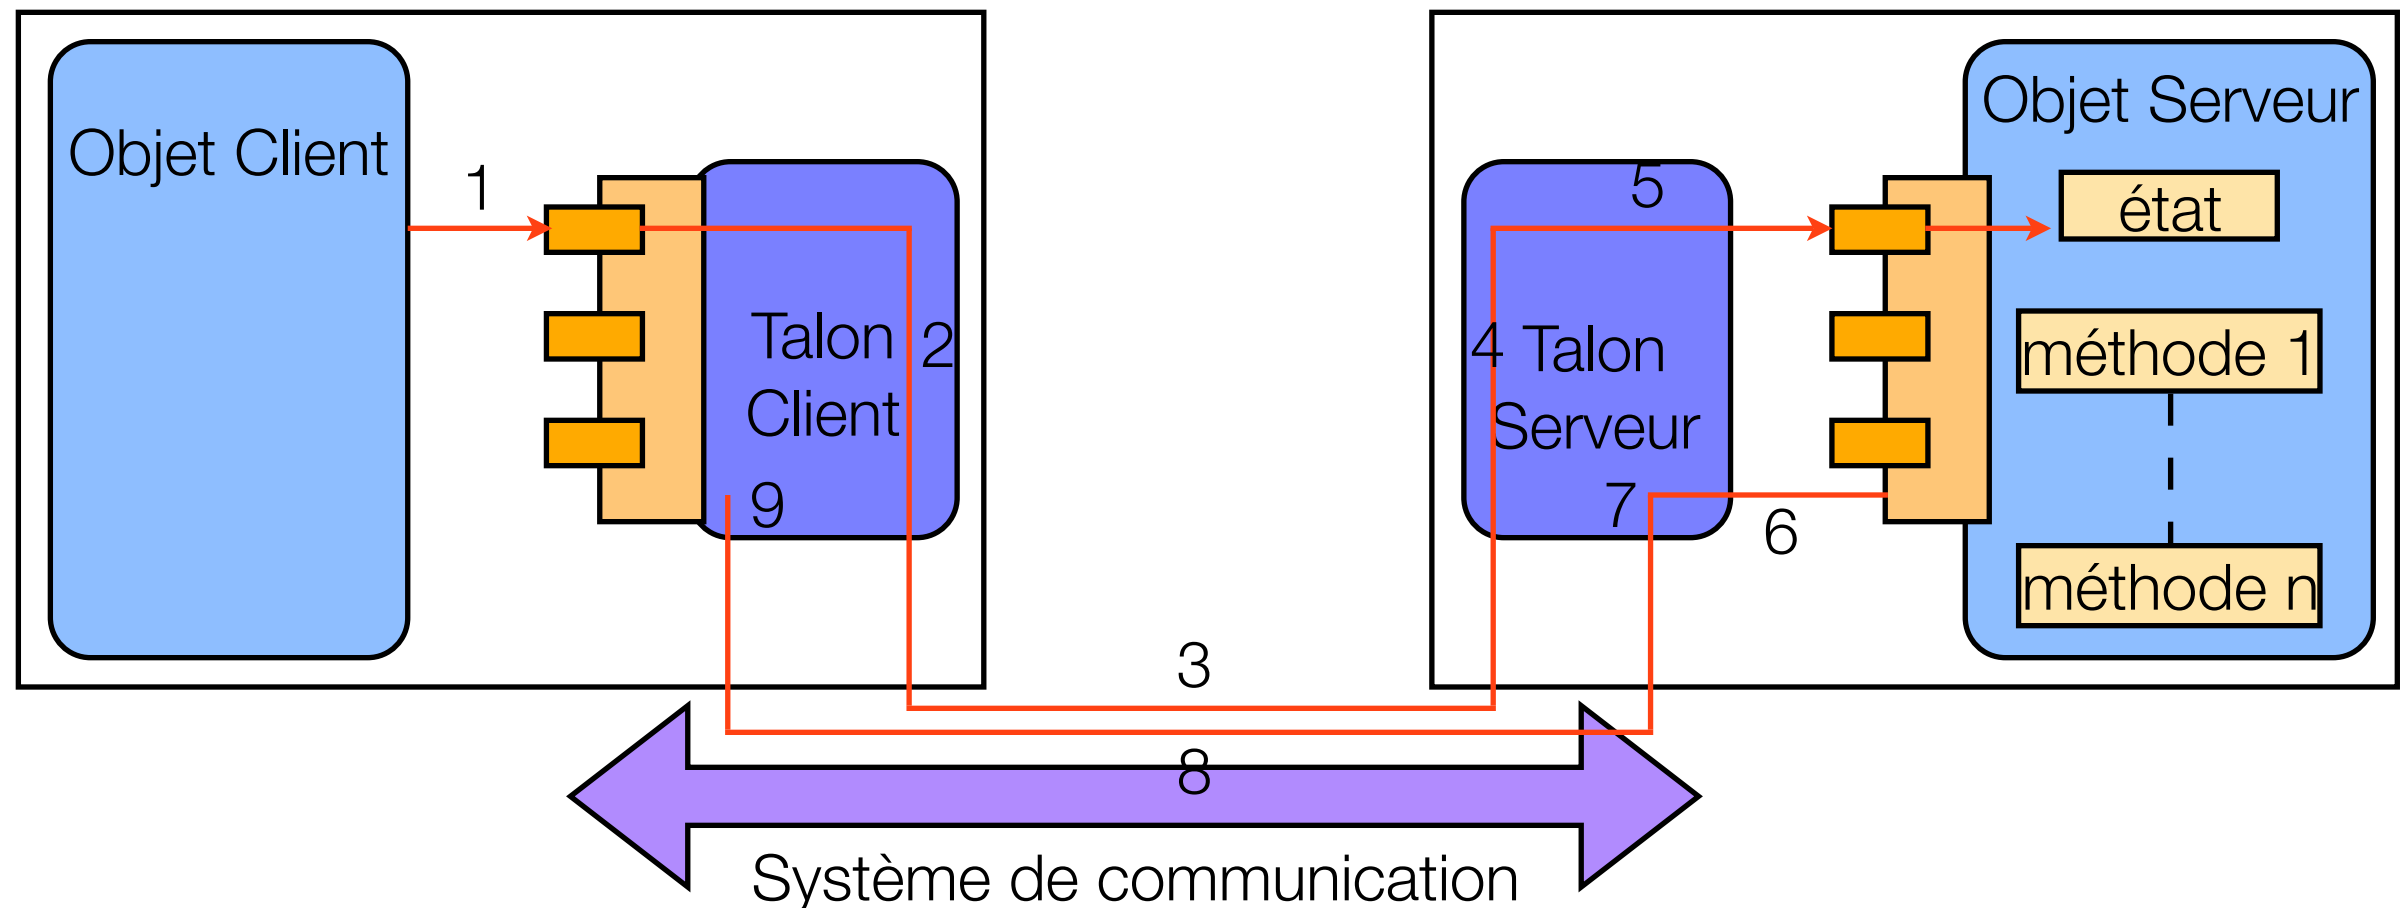 Objet Client
1
Talon
Client
2
9
3
8
Système de communication
5
4
Talon
Serveur
7
6
Objet Serveur
état
méthode 1
méthode n